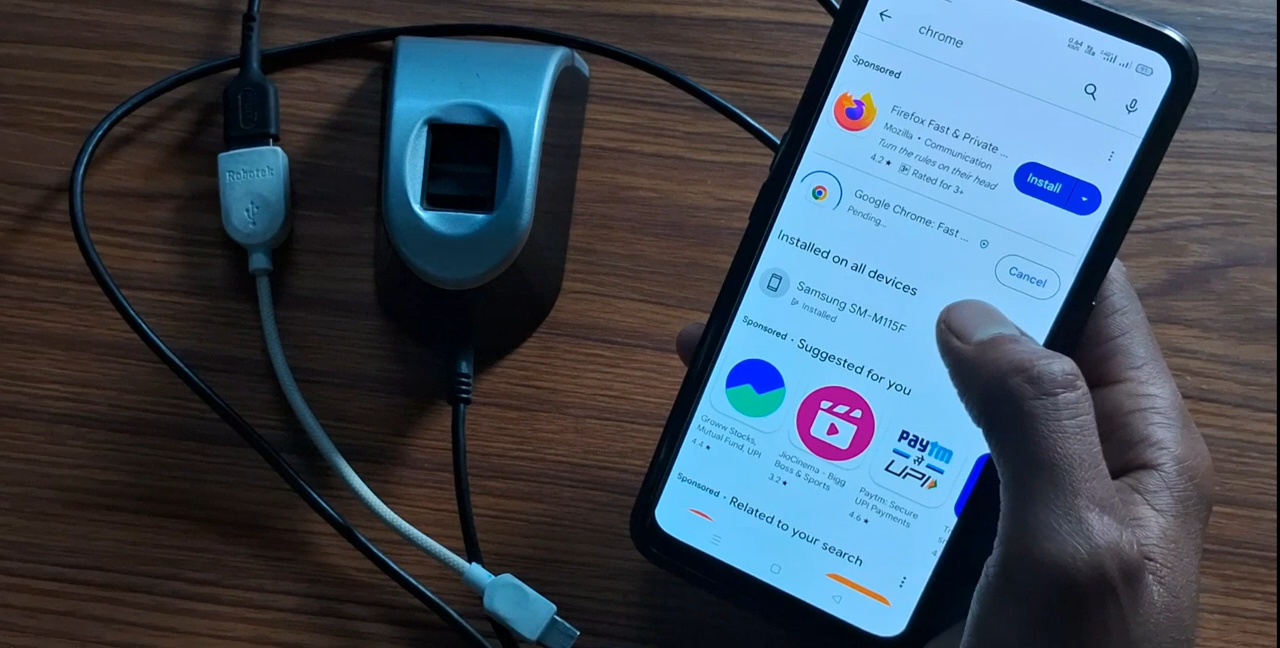 Robotek
chrome
Sponsored
Firefox Fast & Private ...
Mozilla • Communication
Turn the rules on their head
4.2★ 3+ Rated for 3+
Install
Google Chrome: Fast ...
Pending...
Cancel
Installed on all devices
Samsung SM-M115F
Installed
Sponsored • Suggested for you
Groww Stocks,
Mutual Fund, UPI
4.4★
JioCinema - Bigg
Boss & Sports
3.2★
Paytm से
UPI
Paytm: Secure
UPI Payments
4.6★
Sponsored • Related to your search